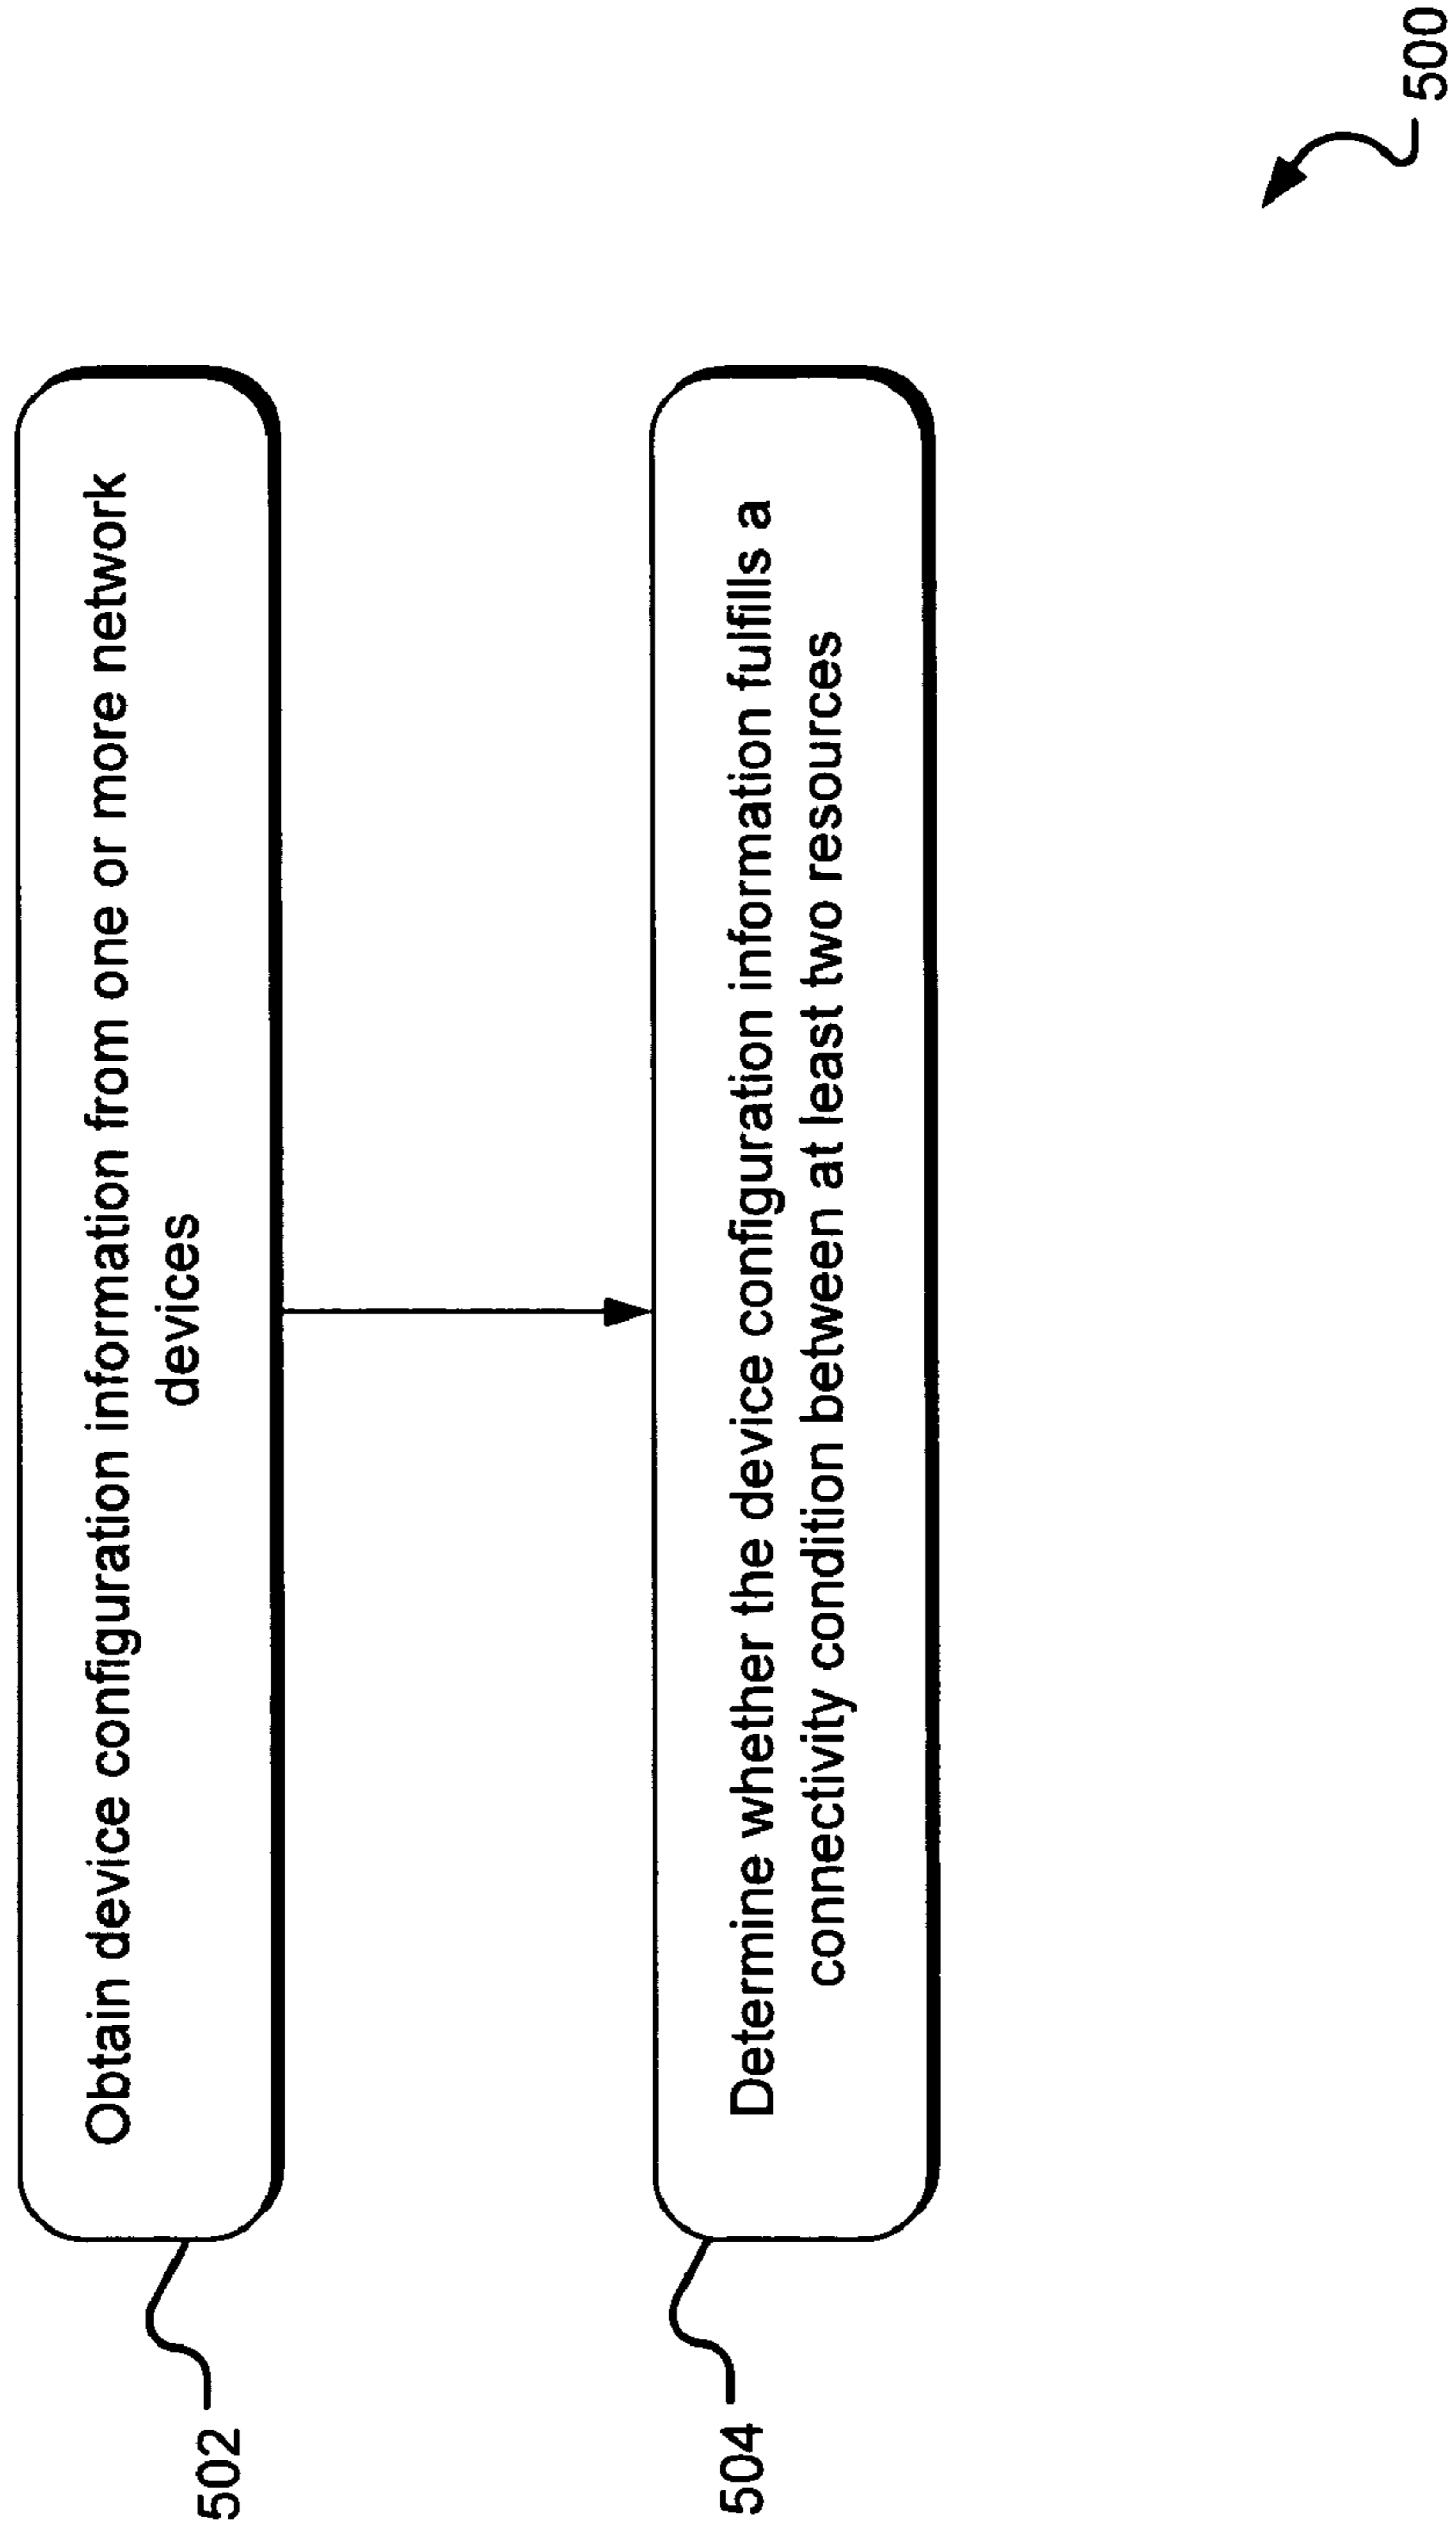 502
Obtain device configuration information from one or more network
devices
504
Determine whether the device configuration information fulfills a
connectivity condition between at least two resources
500